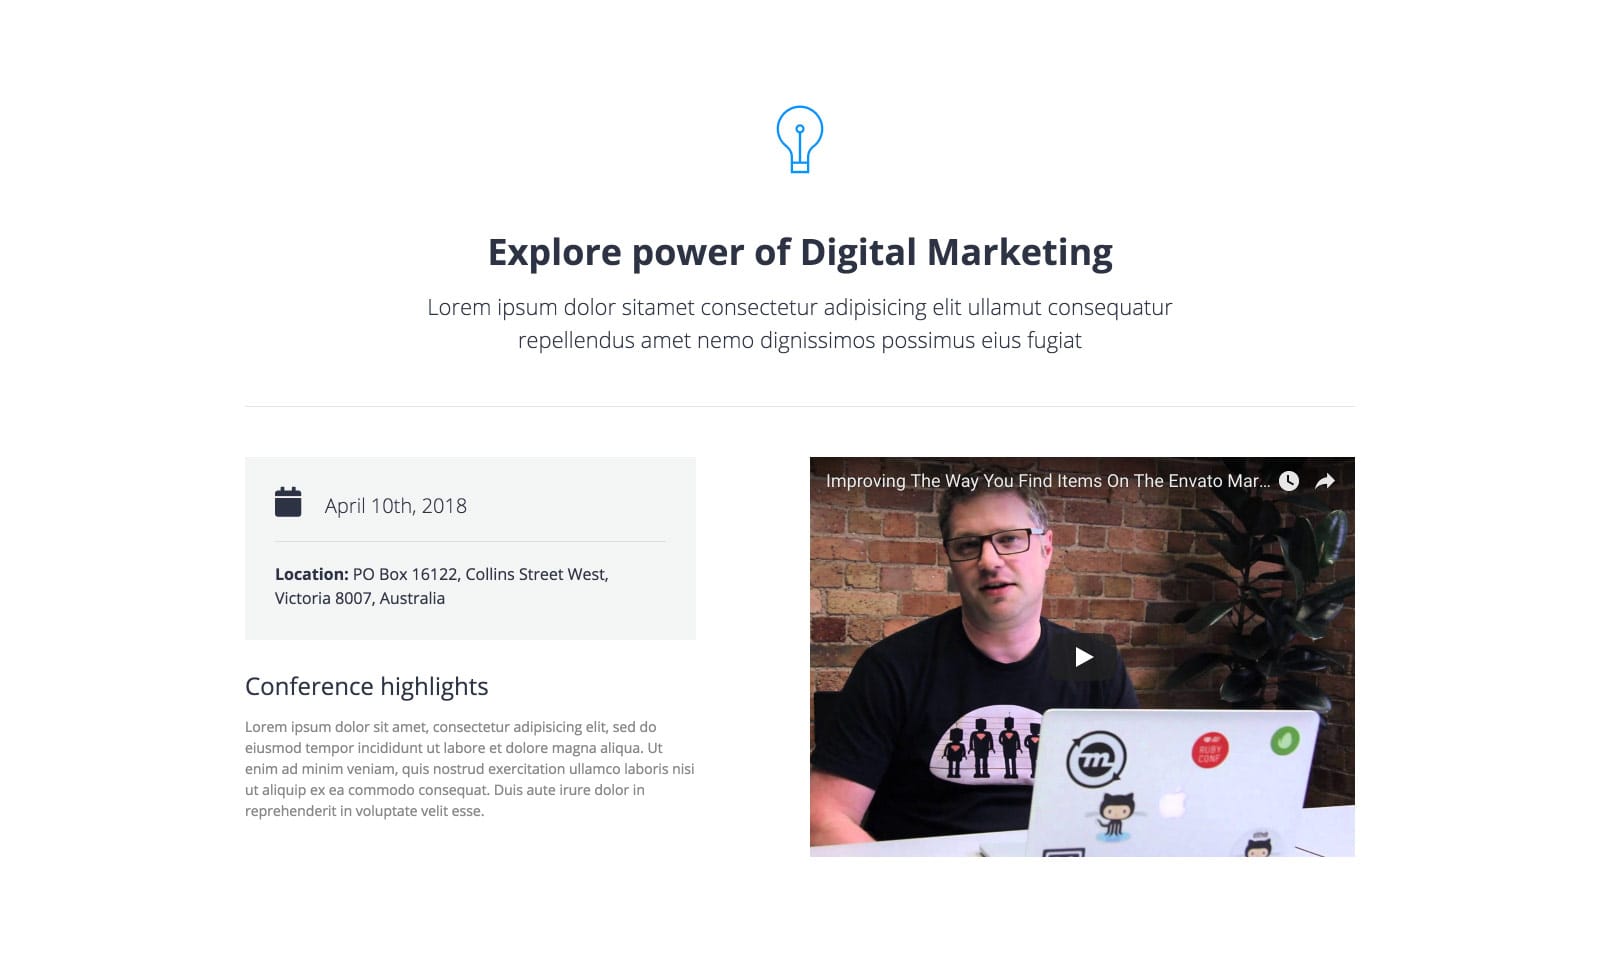 Explore power of Digital Marketing
Lorem ipsum dolor sitamet consectetur adipisicing elit ullamut consequatur
repellendus amet nemo dignissimos possimus eius fugiat
April 10th, 2018
Location: PO Box 16122, Collins Street West,
Victoria 8007, Australia
Conference highlights
Lorem ipsum dolor sit amet, consectetur adipisicing elit, sed do
eiusmod tempor incididunt ut labore et dolore magna aliqua. Ut
enim ad minim veniam, quis nostrud exercitation ullamco laboris nisi
ut aliquip ex ea commodo consequat. Duis aute irure dolor in
reprehenderit in voluptate velit esse.
Improving The Way You Find Items On The Envato Mar...
m
RUBY
CONF